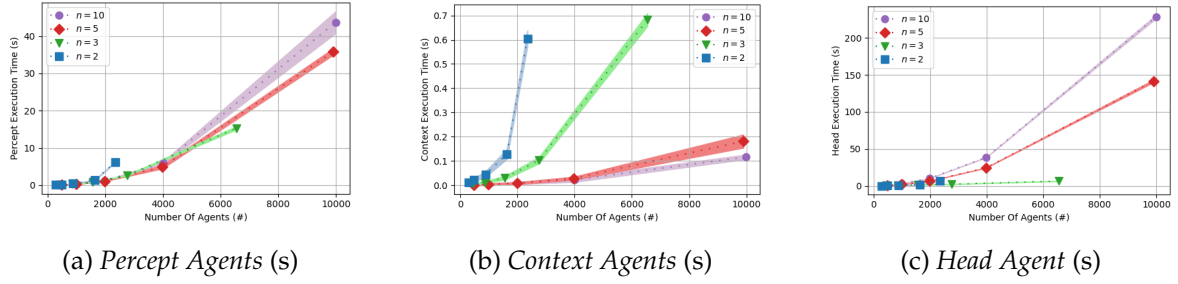 Percept Execution Time (s)
40
30
20
10
0
n = 10
n = 5
n = 3
n = 2
0 2000 4000 6000 8000 10000
Number Of Agents (#)
(a) Percept Agents (s)
Context Execution Time (s)
0.7
0.6
0.5
0.4
0.3
0.2
0.1
0.0
n = 10
n = 5
n = 3
n = 2
0 2000 4000 6000 8000 10000
Number Of Agents (#)
(b) Context Agents (s)
Head Execution Time (s)
200
150
100
50
0
n = 10
n = 5
n = 3
n = 2
0 2000 4000 6000 8000 10000
Number Of Agents (#)
(c) Head Agent (s)